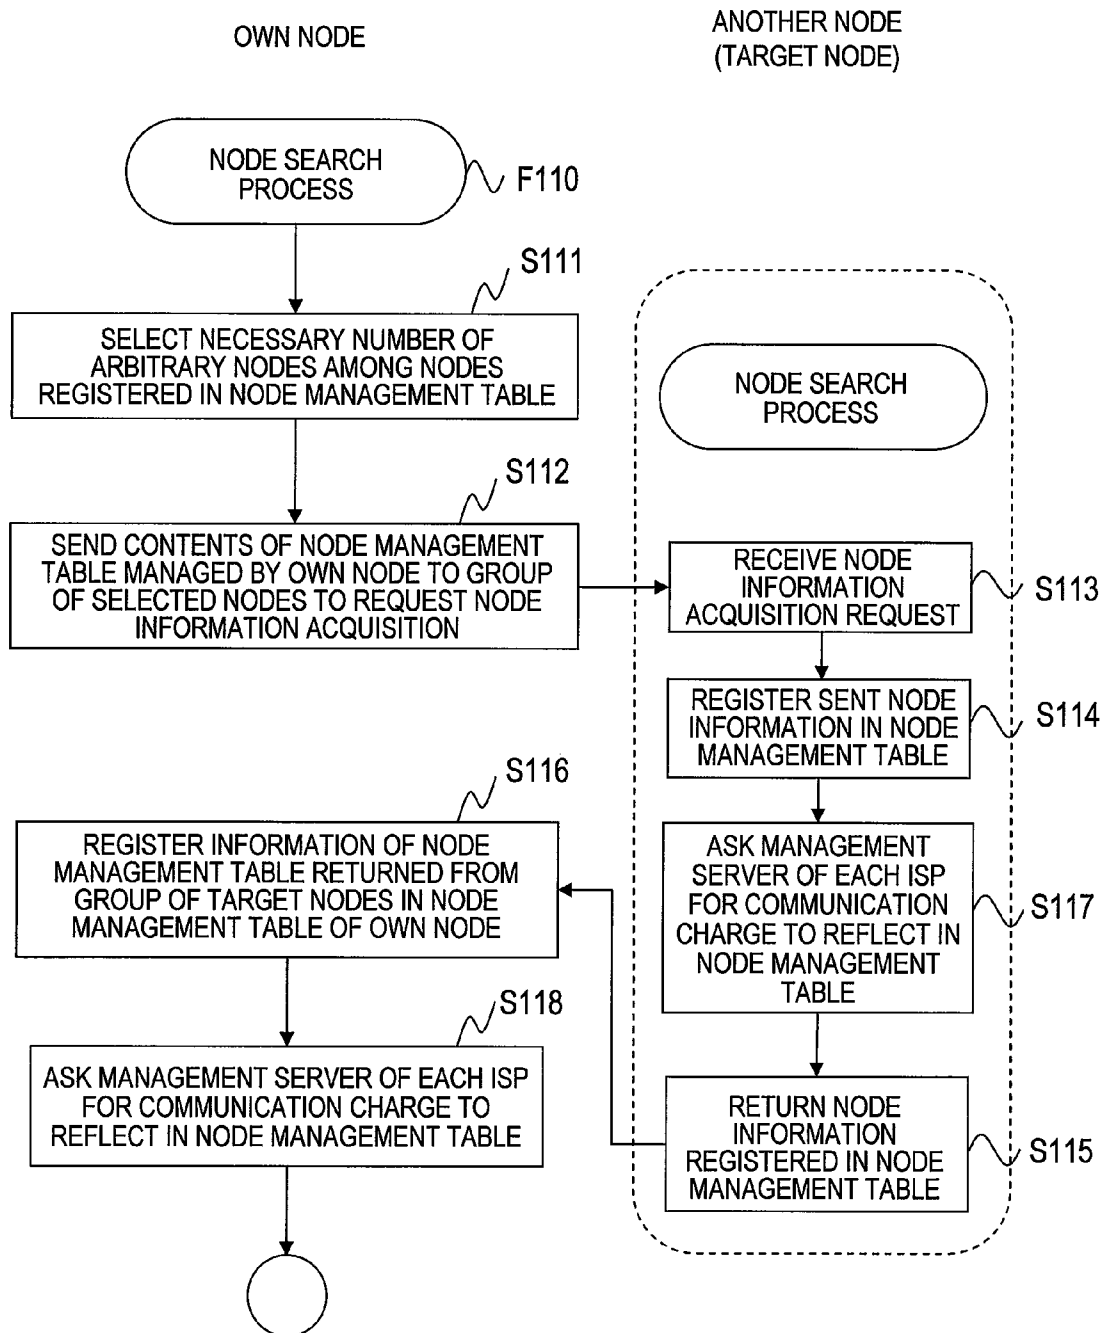 OWN NODE
ANOTHER NODE
(TARGET NODE)
NODE SEARCH
PROCESS
F110
S111
SELECT NECESSARY NUMBER OF
ARBITRARY NODES AMONG NODES
REGISTERED IN NODE MANAGEMENT TABLE
NODE SEARCH
PROCESS
S112
SEND CONTENTS OF NODE MANAGEMENT
TABLE MANAGED BY OWN NODE TO GROUP
OF SELECTED NODES TO REQUEST NODE
INFORMATION ACQUISITION
RECEIVE NODE
INFORMATION
ACQUISITION REQUEST
S113
REGISTER SENT NODE
INFORMATION IN NODE
MANAGEMENT TABLE
S114
S116
REGISTER INFORMATION OF NODE
MANAGEMENT TABLE RETURNED FROM
GROUP OF TARGET NODES IN NODE
MANAGEMENT TABLE OF OWN NODE
ASK MANAGEMENT
SERVER OF EACH ISP
FOR COMMUNICATION
CHARGE TO REFLECT IN
NODE MANAGEMENT
TABLE
S117
S118
ASK MANAGEMENT SERVER OF EACH ISP
FOR COMMUNICATION CHARGE TO
REFLECT IN NODE MANAGEMENT TABLE
RETURN NODE
INFORMATION
REGISTERED IN NODE
MANAGEMENT TABLE
S115